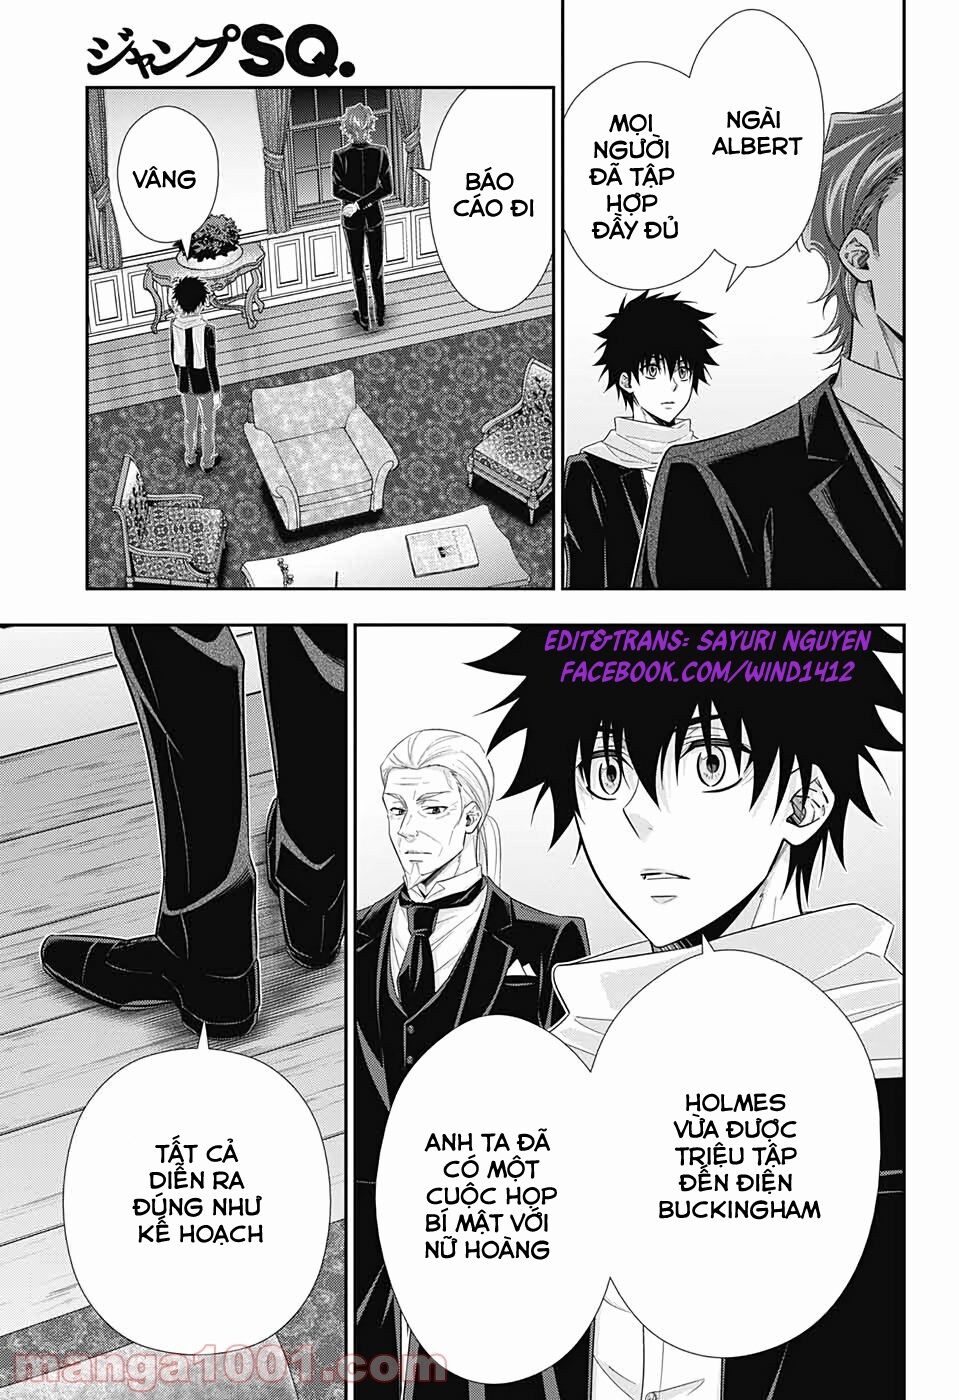 ジャンプSQ.
NGÀI
ALBERT
MỌI
NGƯỜI
ĐÃ TẬP
HỢP
ĐẦY ĐỦ
BÁO
CÁO ĐI
VÂNG
EDIT&TRANS: SAYURI NGUYEN
FACEBOOK.COM/WIND1412
HOLMES
VỪA ĐƯỢC
TRIỆU TẬP
ĐẾN ĐIỆN
BUCKINGHAM
ANH TA ĐÃ
CÓ MỘT
CUỘC HỌP
BÍ MẬT VỚI
NỮ HOÀNG
TẤT CẢ
DIỄN RA
ĐÚNG NHƯ
KẾ HOẠCH
manga1001.com